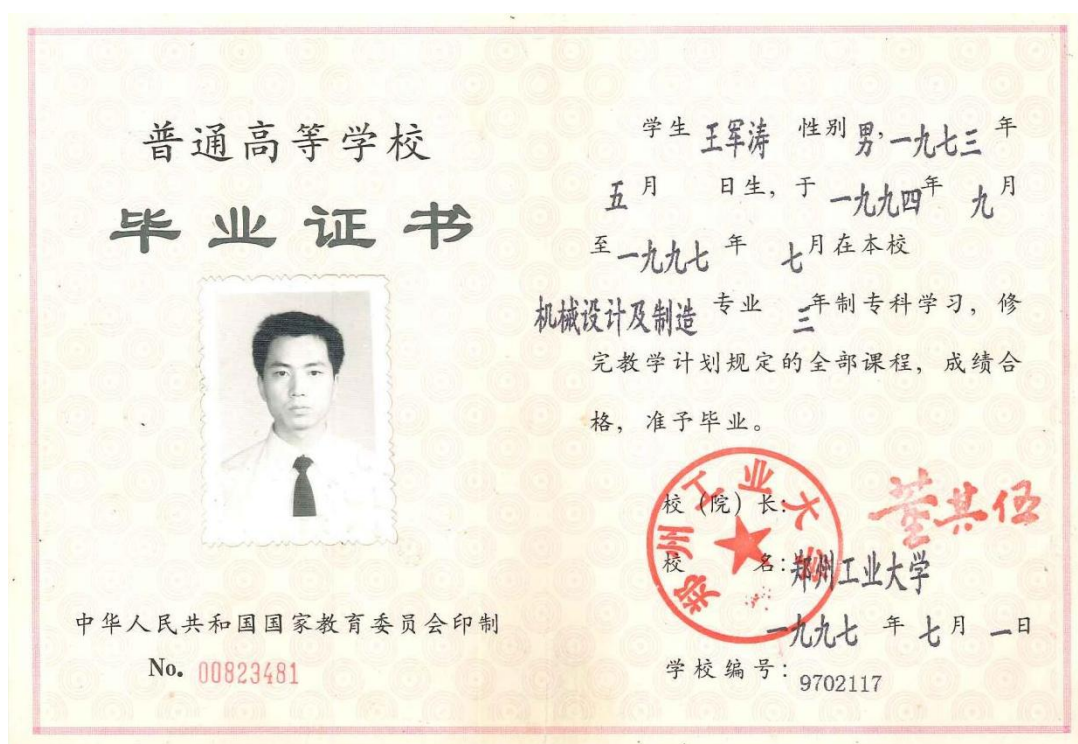 普通高等学校
毕业证书
中华人民共和国国家教育委员会印制
No. 00823481
学生 王军涛 性别 男, 一九七三 年
五 月 日生, 于 一九九四 年 九 月
至 一九九七 年 七 月在本校
机械设计及制造 专业 三 年制专科学习, 修
完教学计划规定的全部课程, 成绩合
格, 准予毕业。
校(院)长: 董其伍
校名: 郑州工业大学
郑州工业大学
一九九七 年 七 月 一 日
学校编号: 9702117